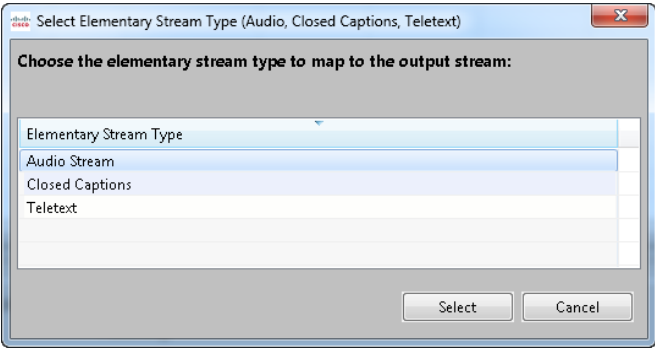 cisco Select Elementary Stream Type (Audio, Closed Captions, Teletext)
Choose the elementary stream type to map to the output stream:
Elementary Stream Type
Audio Stream
Closed Captions
Teletext
Select Cancel